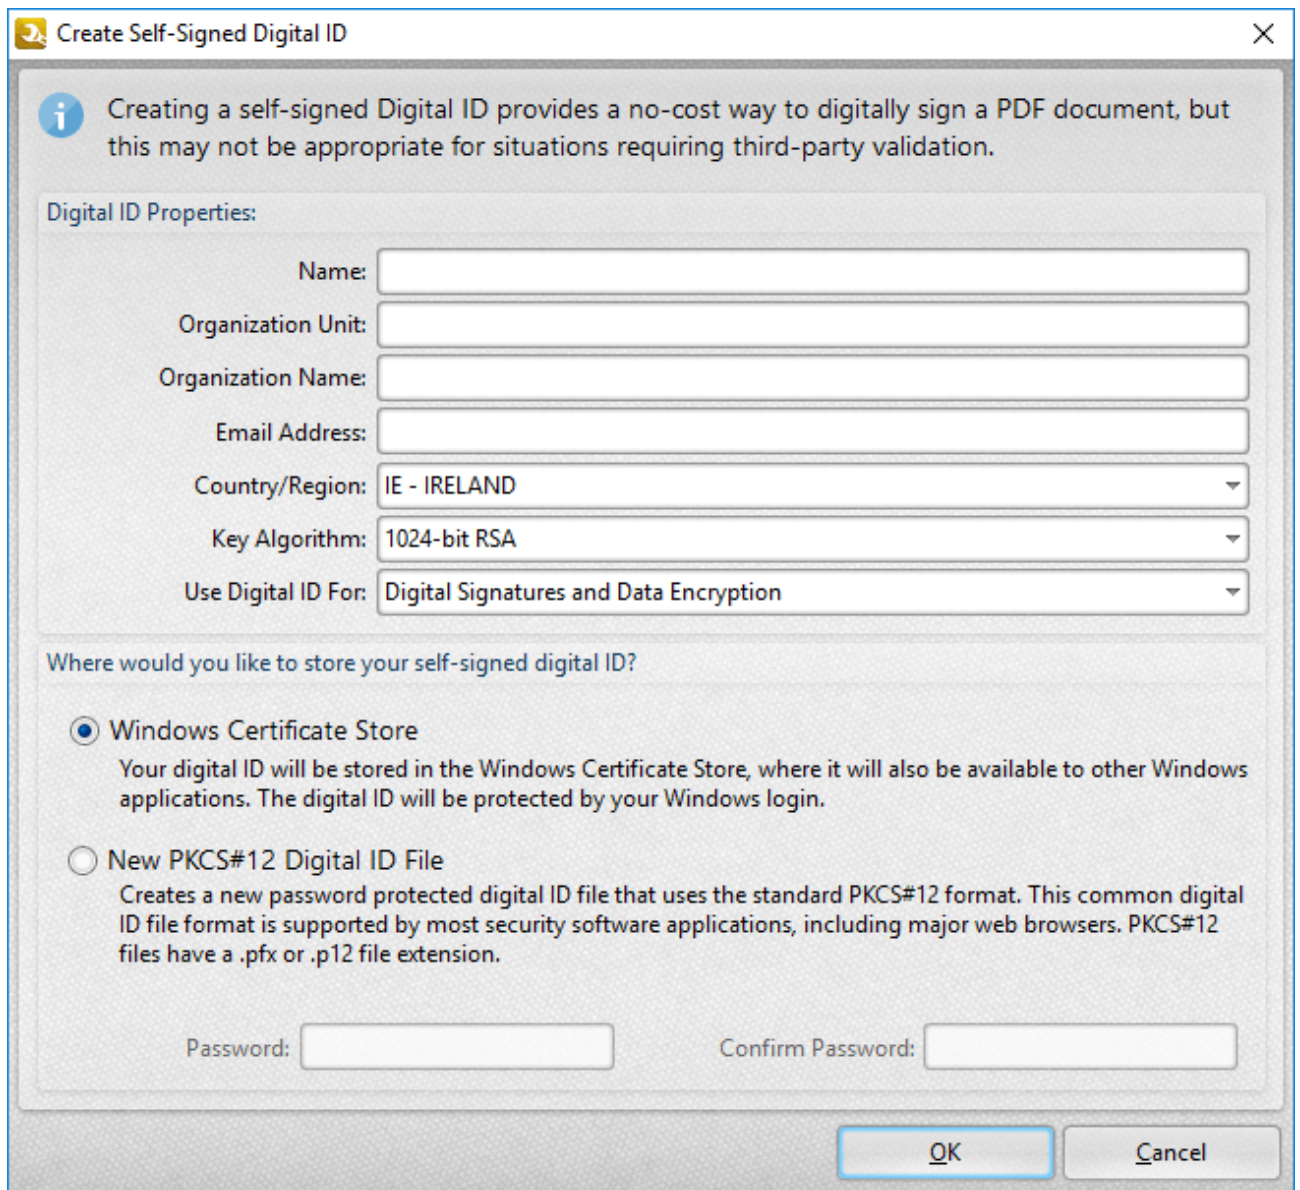 Create Self-Signed Digital ID
Creating a self-signed Digital ID provides a no-cost way to digitally sign a PDF document, but
this may not be appropriate for situations requiring third-party validation.
Digital ID Properties:
Name:
Organization Unit:
Organization Name:
Email Address:
Country/Region: IE - IRELAND
Key Algorithm: 1024-bit RSA
Use Digital ID For: Digital Signatures and Data Encryption
Where would you like to store your self-signed digital ID?
Windows Certificate Store
Your digital ID will be stored in the Windows Certificate Store, where it will also be available to other Windows
applications. The digital ID will be protected by your Windows login.
New PKCS#12 Digital ID File
Creates a new password protected digital ID file that uses the standard PKCS#12 format. This common digital
ID file format is supported by most security software applications, including major web browsers. PKCS#12
files have a .pfx or .p12 file extension.
Password: Confirm Password:
OK Cancel